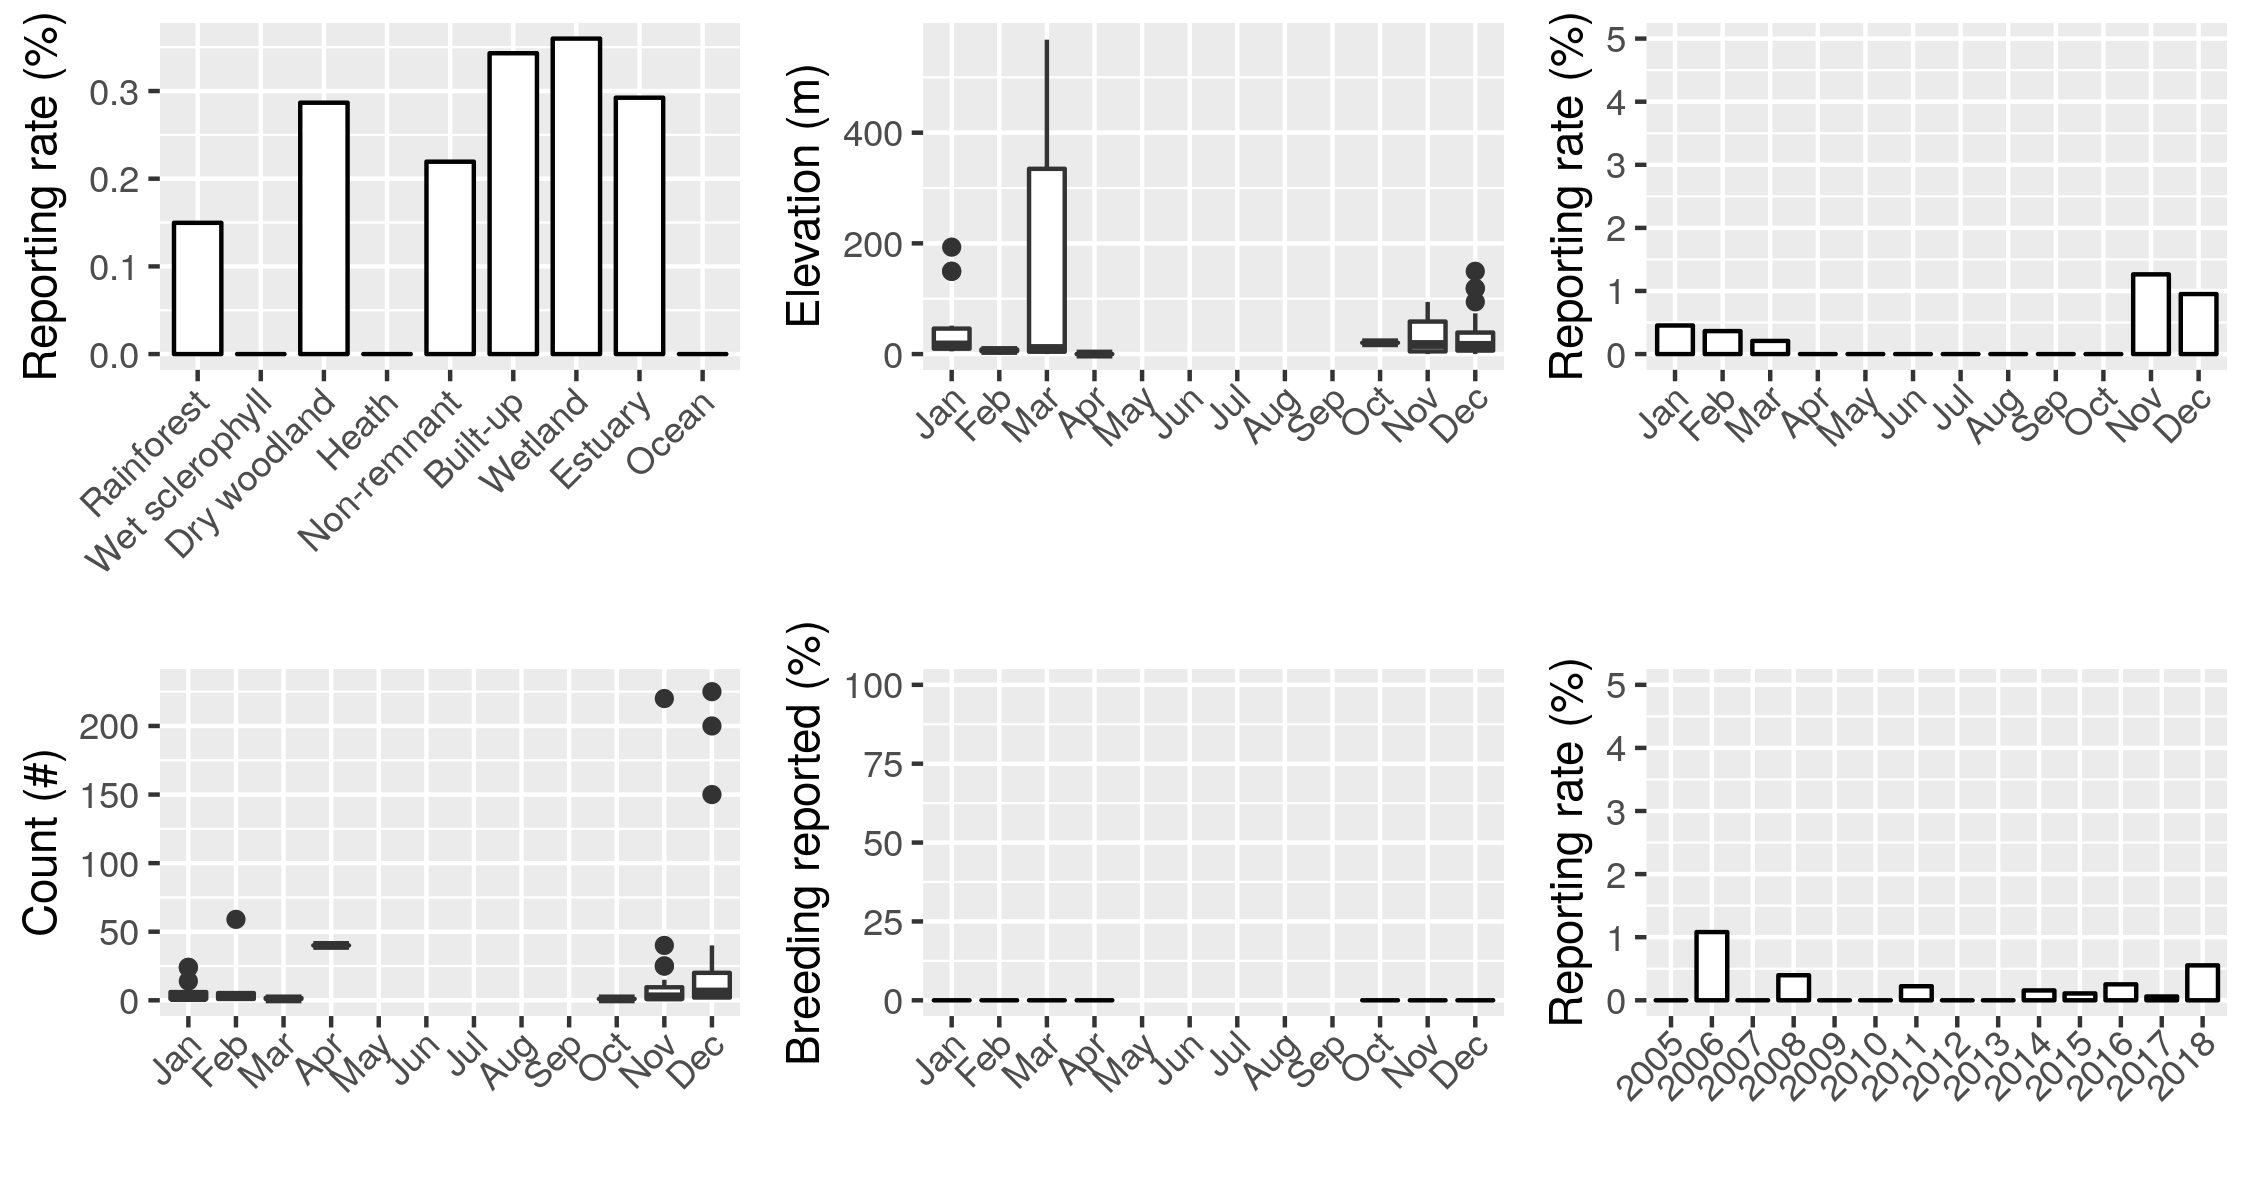 Reporting rate (%)
0.3
0.2
0.1
0.0
Rainforest
Wet sclerophyll
Dry woodland
Heath
Non-remnant
Built-up
Wetland
Estuary
Ocean
Elevation (m)
400
200
0
Jan
Feb
Mar
Apr
May
Jun
Jul
Aug
Sep
Oct
Nov
Dec
Reporting rate (%)
5
4
3
2
1
0
Jan
Feb
Mar
Apr
May
Jun
Jul
Aug
Sep
Oct
Nov
Dec
Count (#)
200
150
100
50
0
Jan
Feb
Mar
Apr
May
Jun
Jul
Aug
Sep
Oct
Nov
Dec
Breeding reported (%)
100
75
50
25
0
Jan
Feb
Mar
Apr
May
Jun
Jul
Aug
Sep
Oct
Nov
Dec
Reporting rate (%)
5
4
3
2
1
0
2005
2006
2007
2008
2009
2010
2011
2012
2013
2014
2015
2016
2017
2018